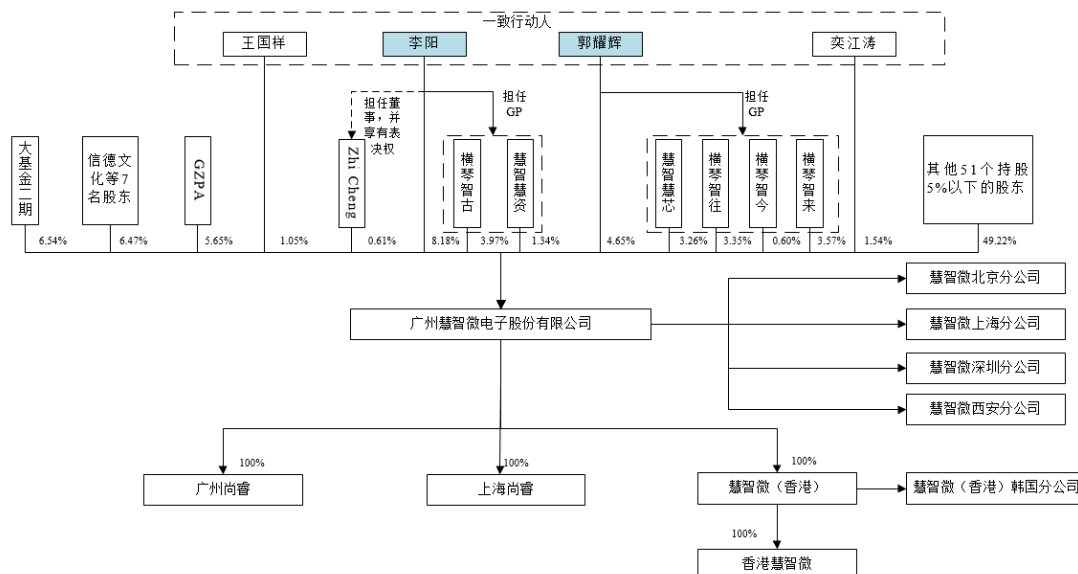 一致行动人
王国祥
李阳
郭耀辉
奕江涛
担任董
事，并
享有表
决权
担任
GP
担任
GP
大基金二期
信德文
化等7
名股东
GZPA
Zhi Cheng
横琴智古
慧智慧资
慧智慧芯
横琴智往
横琴智今
横琴智来
其他51个持股
5%以下的股东
6.54%
6.47%
5.65%
1.05%
0.61%
8.18%
3.97%
1.34%
4.65%
3.26%
3.35%
0.60%
3.57%
1.54%
49.22%
广州慧智微电子股份有限公司
慧智微北京分公司
慧智微上海分公司
慧智微深圳分公司
慧智微西安分公司
100%
100%
100%
广州尚睿
上海尚睿
慧智微（香港）
慧智微（香港）韩国分公司
100%
香港慧智微